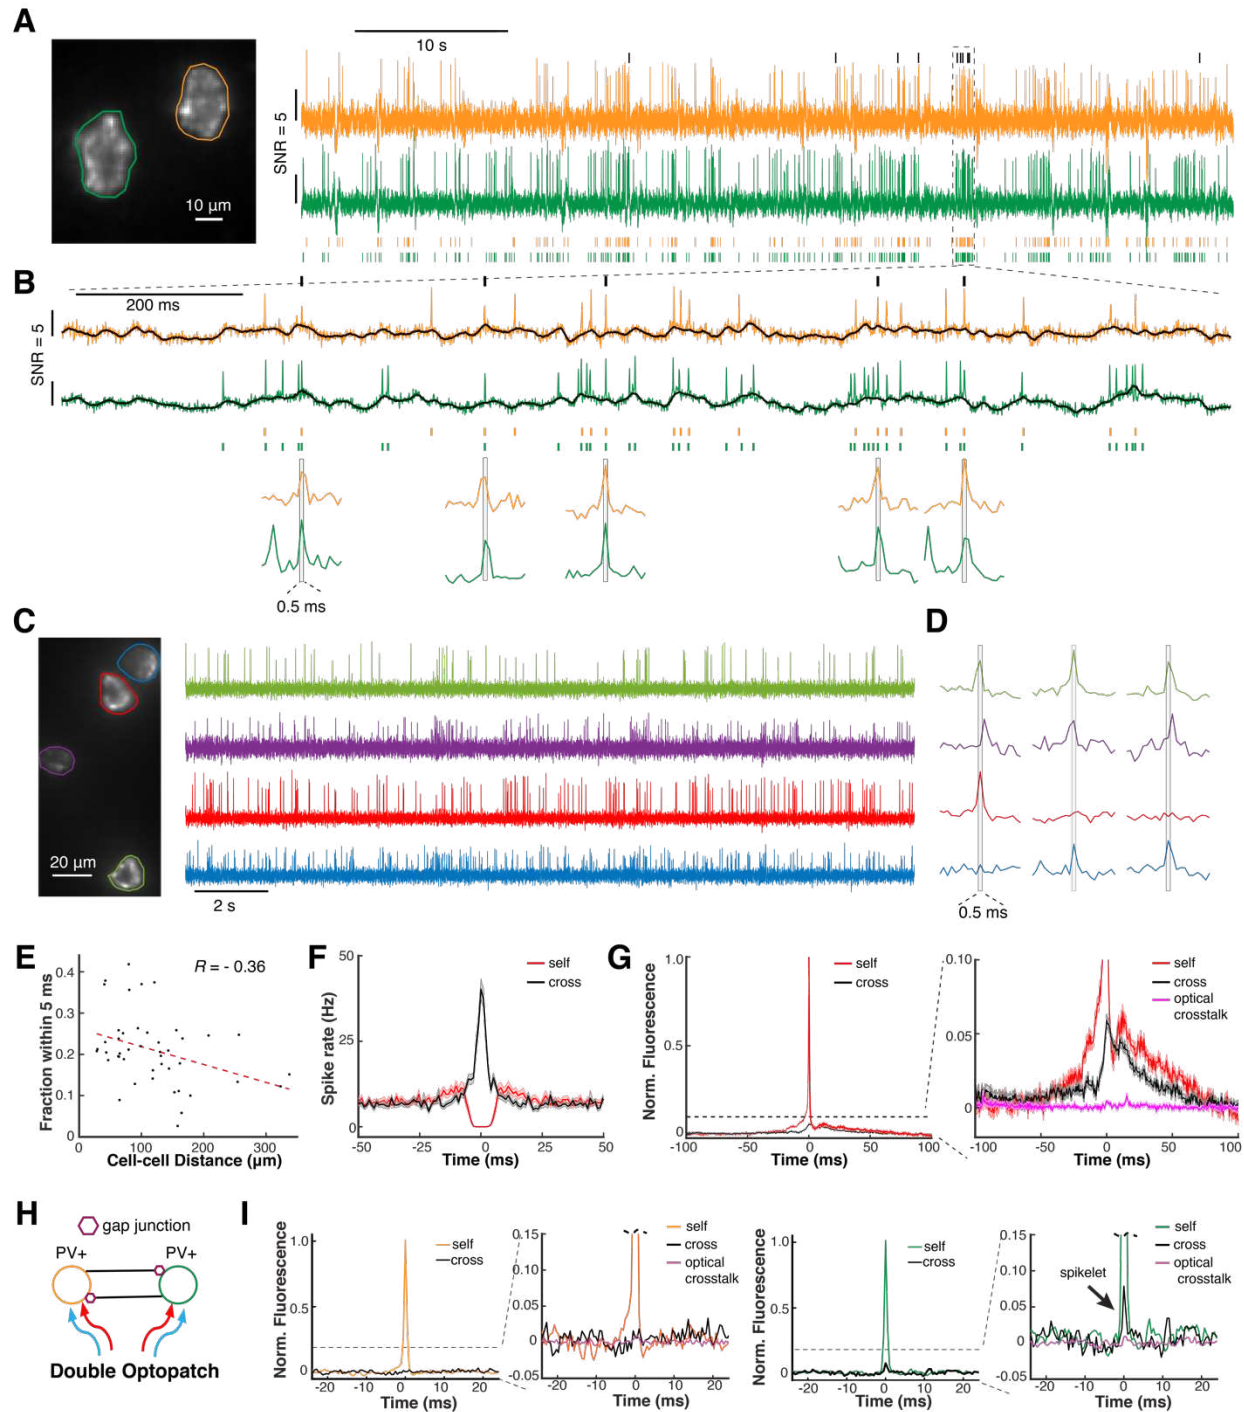 A
10 s
SNR = 5
10 µm
B
200 ms
SNR = 5
0.5 ms
C
D
20 µm
2 s
0.5 ms
E
R = - 0.36
Fraction within 5 ms
0.4
0.3
0.2
0.1
0
0 100 200 300
Cell-cell Distance (µm)
F
self
cross
Spike rate (Hz)
50
25
0
-50 -25 0 25 50
Time (ms)
G
self
cross
Norm. Fluorescence
1.0
0.5
0
-100 -50 0 50 100
Time (ms)
self
cross
optical
crosstalk
0.10
0.05
0
-100 -50 0 50 100
Time (ms)
H
gap junction
PV+ PV+
Double Optopatch
I
self
cross
Norm. Fluorescence
1.0
0.5
0
-20 -10 0 10 20
Time (ms)
self
cross
optical
crosstalk
0.15
0.10
0.05
0
-0.05
-20 -10 0 10 20
Time (ms)
self
cross
Norm. Fluorescence
1.0
0.5
0
-20 -10 0 10 20
Time (ms)
self
cross
optical
crosstalk
spikelet
0.15
0.10
0.05
0
-0.05
-20 -10 0 10 20
Time (ms)